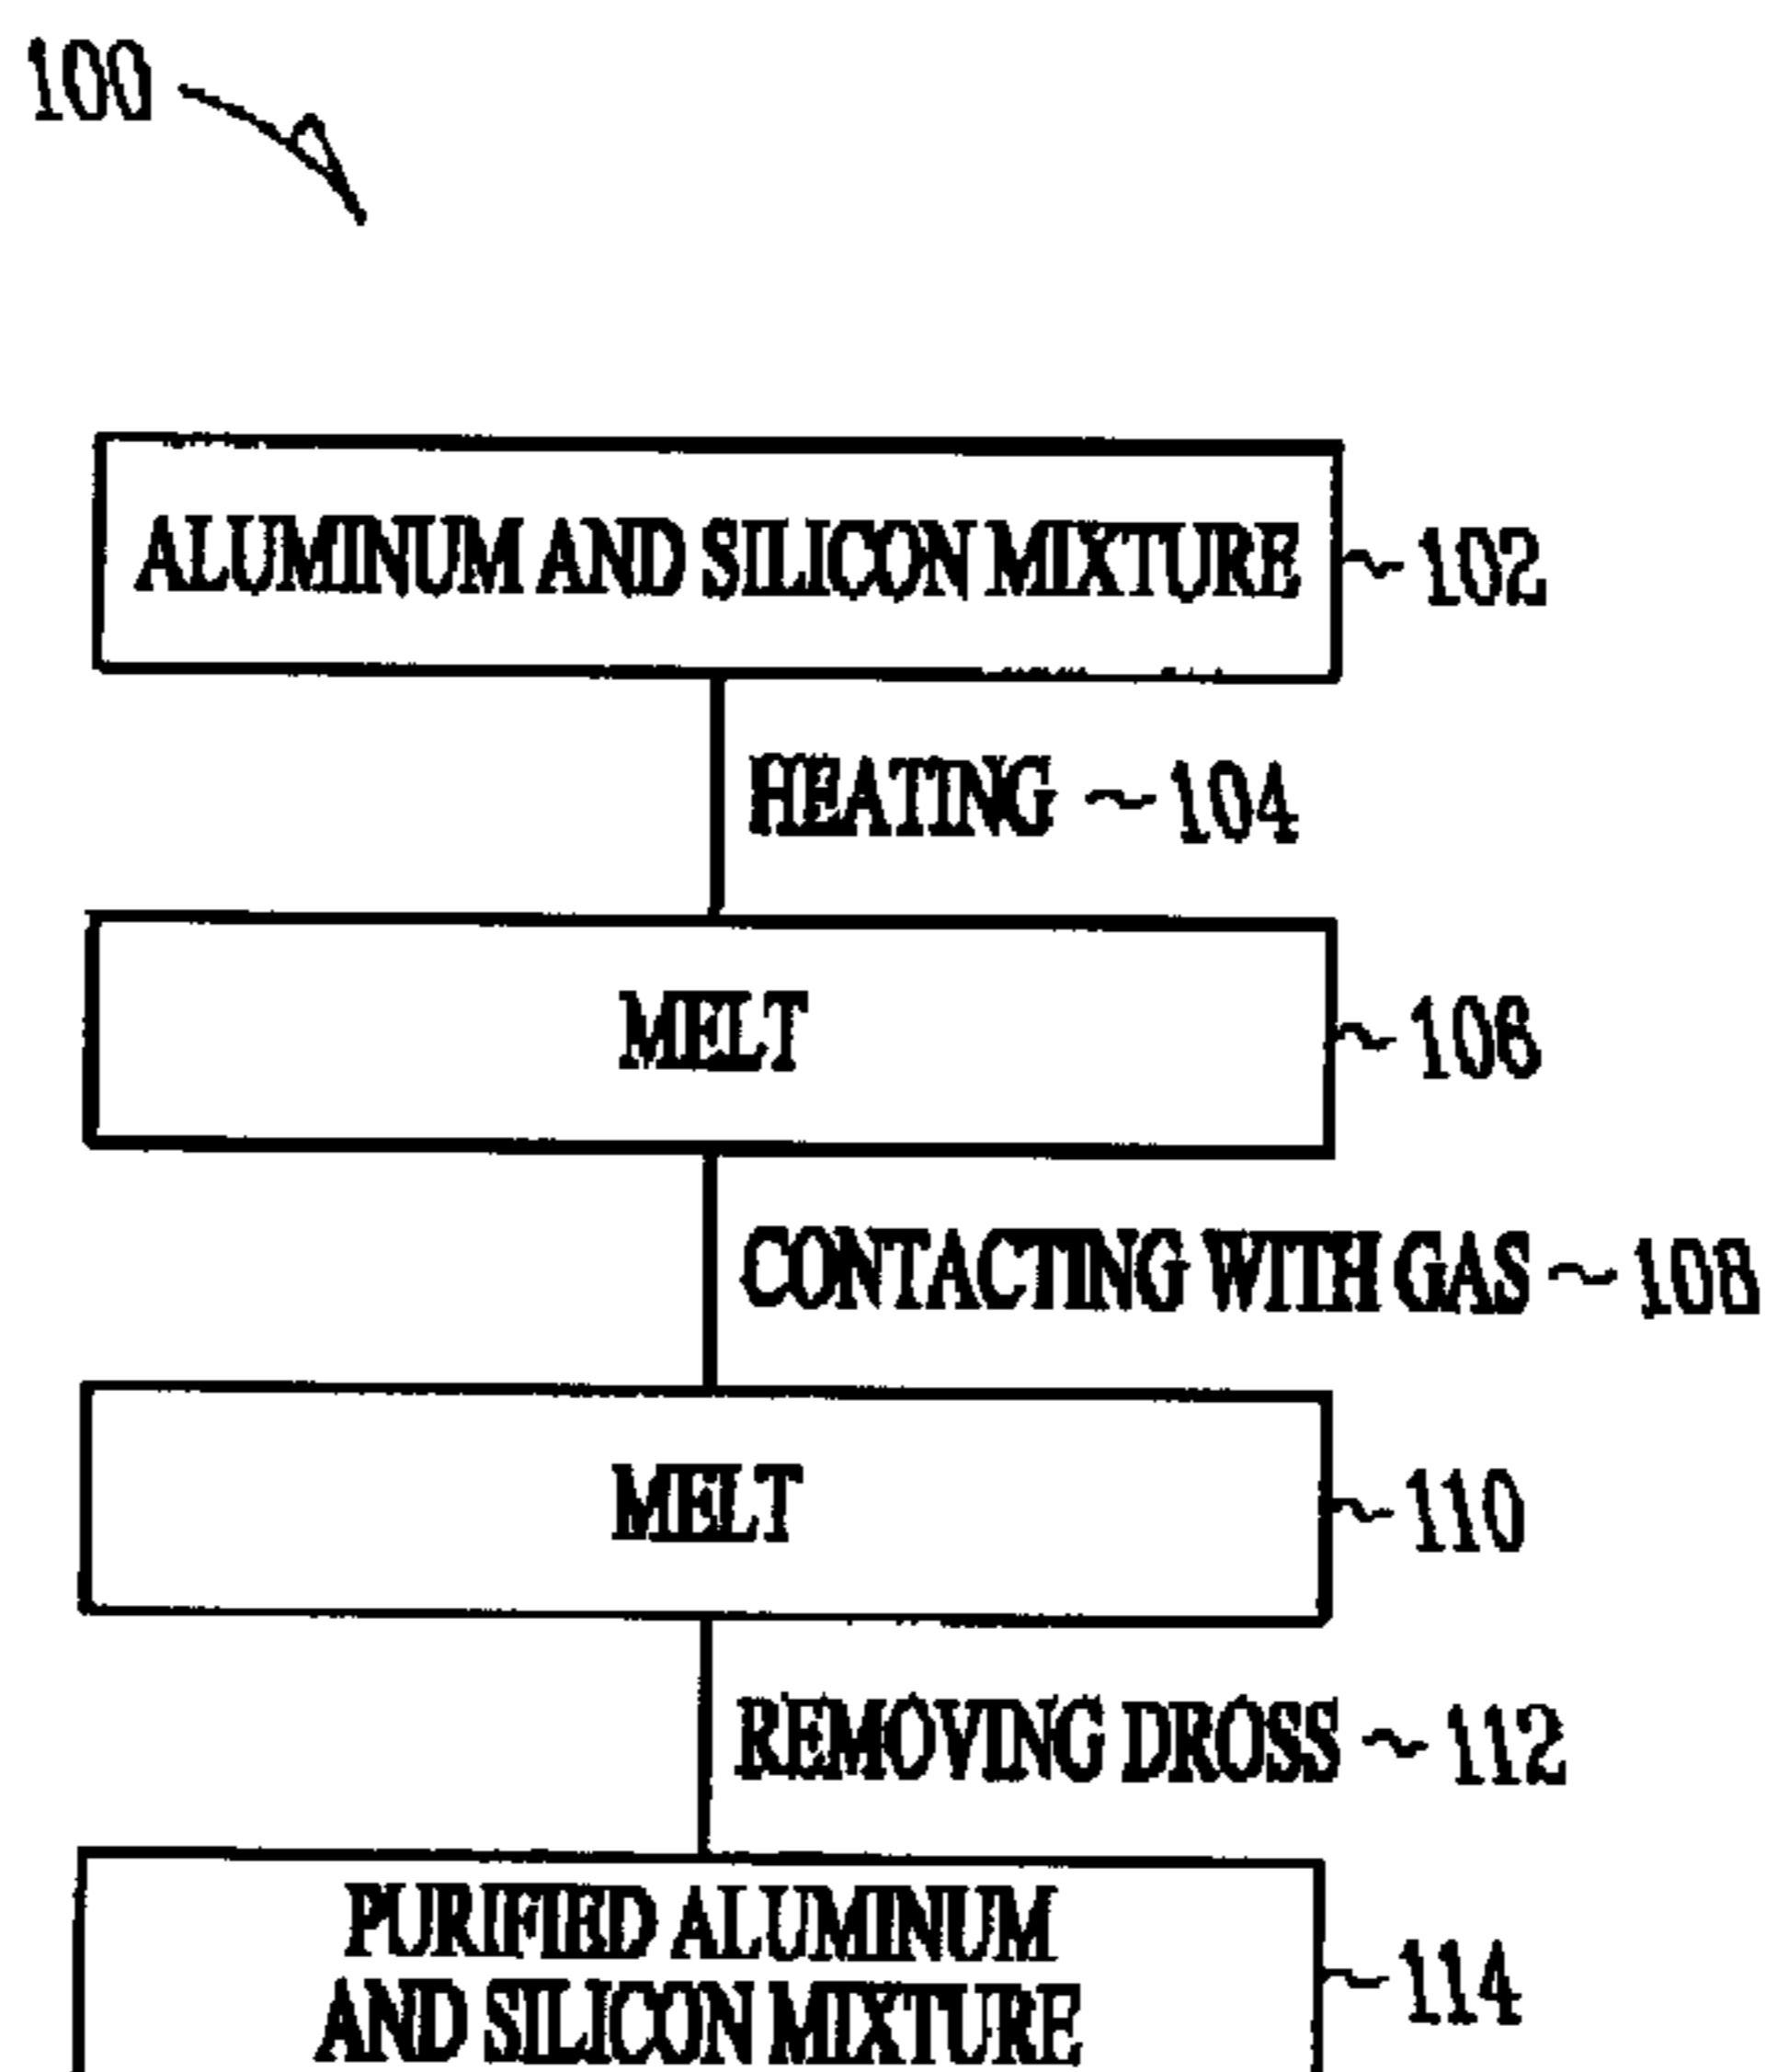 100
ALUMINUM AND SILICON MIXTURE ~ 102
HEATING ~ 104
MELT ~ 106
CONTACTING WITH GAS ~ 108
MELT ~ 110
REMOVING DROSS ~ 112
PURIFIED ALUMINUM
AND SILICON MIXTURE ~ 114